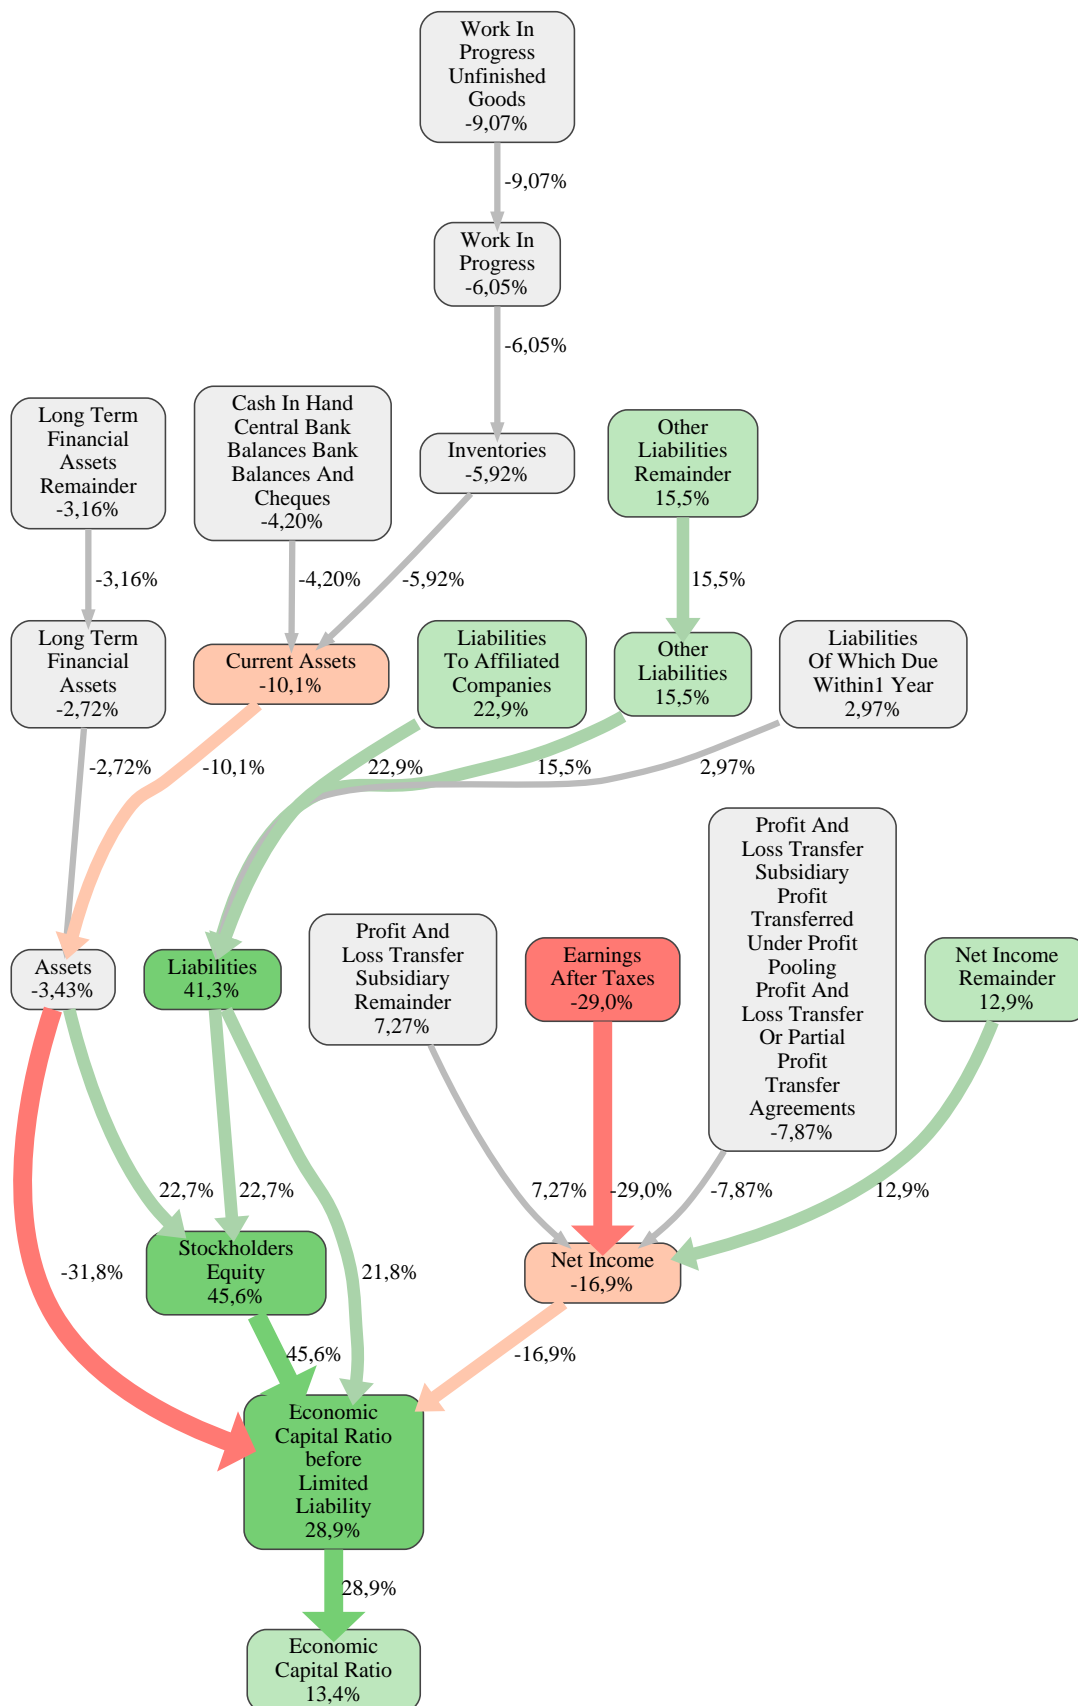 Work In
Progress
Unfinished
Goods
-9,07%
-9,07%
Work In
Progress
-6,05%
-6,05%
Long Term
Financial
Assets
Remainder
-3,16%
Cash In Hand
Central Bank
Balances Bank
Balances And
Cheques
-4,20%
Inventories
-5,92%
Other
Liabilities
Remainder
15,5%
-3,16%
-4,20%
-5,92%
15,5%
Long Term
Financial
Assets
-2,72%
Current Assets
-10,1%
Liabilities
To Affiliated
Companies
22,9%
Other
Liabilities
15,5%
Liabilities
Of Which Due
Within1 Year
2,97%
-2,72%
-10,1%
22,9%
15,5%
2,97%
Assets
-3,43%
Liabilities
41,3%
Profit And
Loss Transfer
Subsidiary
Remainder
7,27%
Earnings
After Taxes
-29,0%
Profit And
Loss Transfer
Subsidiary
Profit
Transferred
Under Profit
Pooling
Profit And
Loss Transfer
Or Partial
Profit
Transfer
Agreements
-7,87%
Net Income
Remainder
12,9%
22,7%
22,7%
7,27%
-29,0%
-7,87%
12,9%
-31,8%
Stockholders
Equity
45,6%
21,8%
Net Income
-16,9%
45,6%
-16,9%
Economic
Capital Ratio
before
Limited
Liability
28,9%
28,9%
Economic
Capital Ratio
13,4%